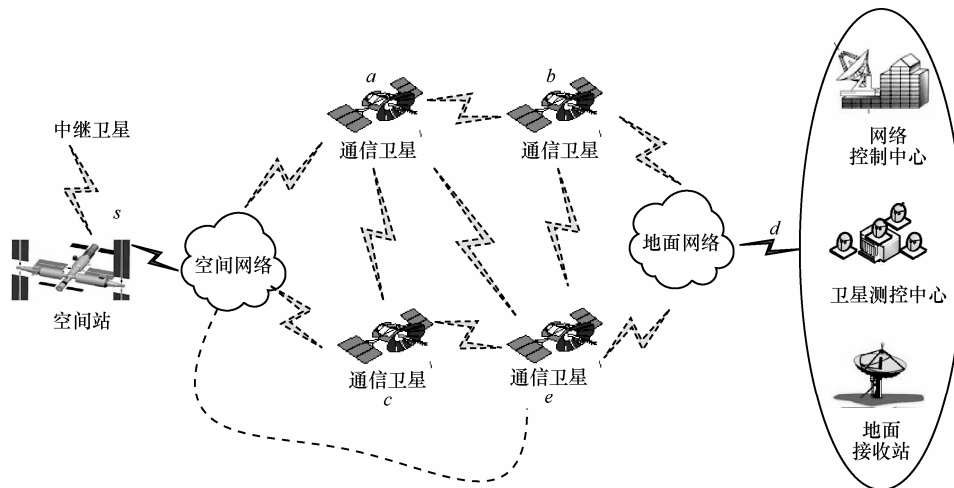 a
b
中继卫星
通信卫星
通信卫星
网络
控制中心
s
空间网络
地面网络
d
空间站
卫星测控中心
通信卫星
c
通信卫星
e
地面
接收站